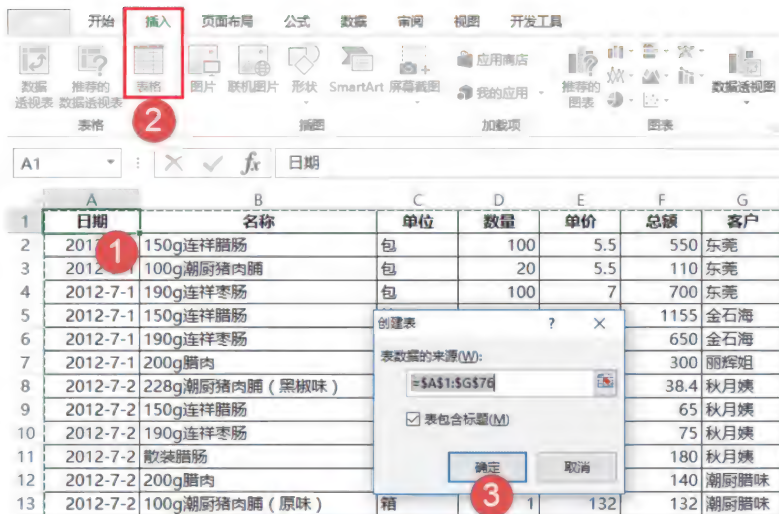 开始 插入 页面布局 公式 数据 审阅 视图 开发工具
数据透视表 推荐的数据透视表 表格 图片 联机图片 形状 SmartArt 屏幕截图 应用商店 我的应用 推荐的图表 数据透视图
表格 插图 加载项 图表
2
A1 fx 日期
A B C D E F G
1 日期 名称 单位 数量 单价 总额 客户
2 201 150g连祥腊肠 包 100 5.5 550 东莞
1
3 2012-7-1 100g潮厨猪肉脯 包 20 5.5 110 东莞
4 2012-7-1 190g连祥枣肠 包 100 7 700 东莞
5 2012-7-1 150g连祥腊肠 1155 金石海
6 2012-7-1 190g连祥枣肠 650 金石海
7 2012-7-1 200g腊肉 300 丽辉姐
8 2012-7-2 228g潮厨猪肉脯（黑椒味） 38.4 秋月姨
9 2012-7-2 150g连祥腊肠 65 秋月姨
10 2012-7-2 190g连祥枣肠 75 秋月姨
11 2012-7-2 散装腊肠 180 秋月姨
12 2012-7-2 200g腊肉 140 潮厨腊味
13 2012-7-2 100g潮厨猪肉脯（原味） 箱 1 132 132 潮厨腊味
创建表 ? ×
表数据的来源(W):
=$A$1:$G$76
表包含标题(M)
确定 取消
3